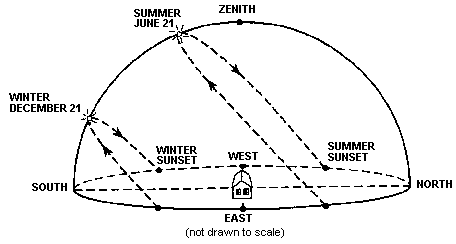 SUMMER
JUNE 21
ZENITH
WINTER
DECEMBER 21
WINTER
SUNSET
WEST
SUMMER
SUNSET
SOUTH
NORTH
EAST
(not drawn to scale)